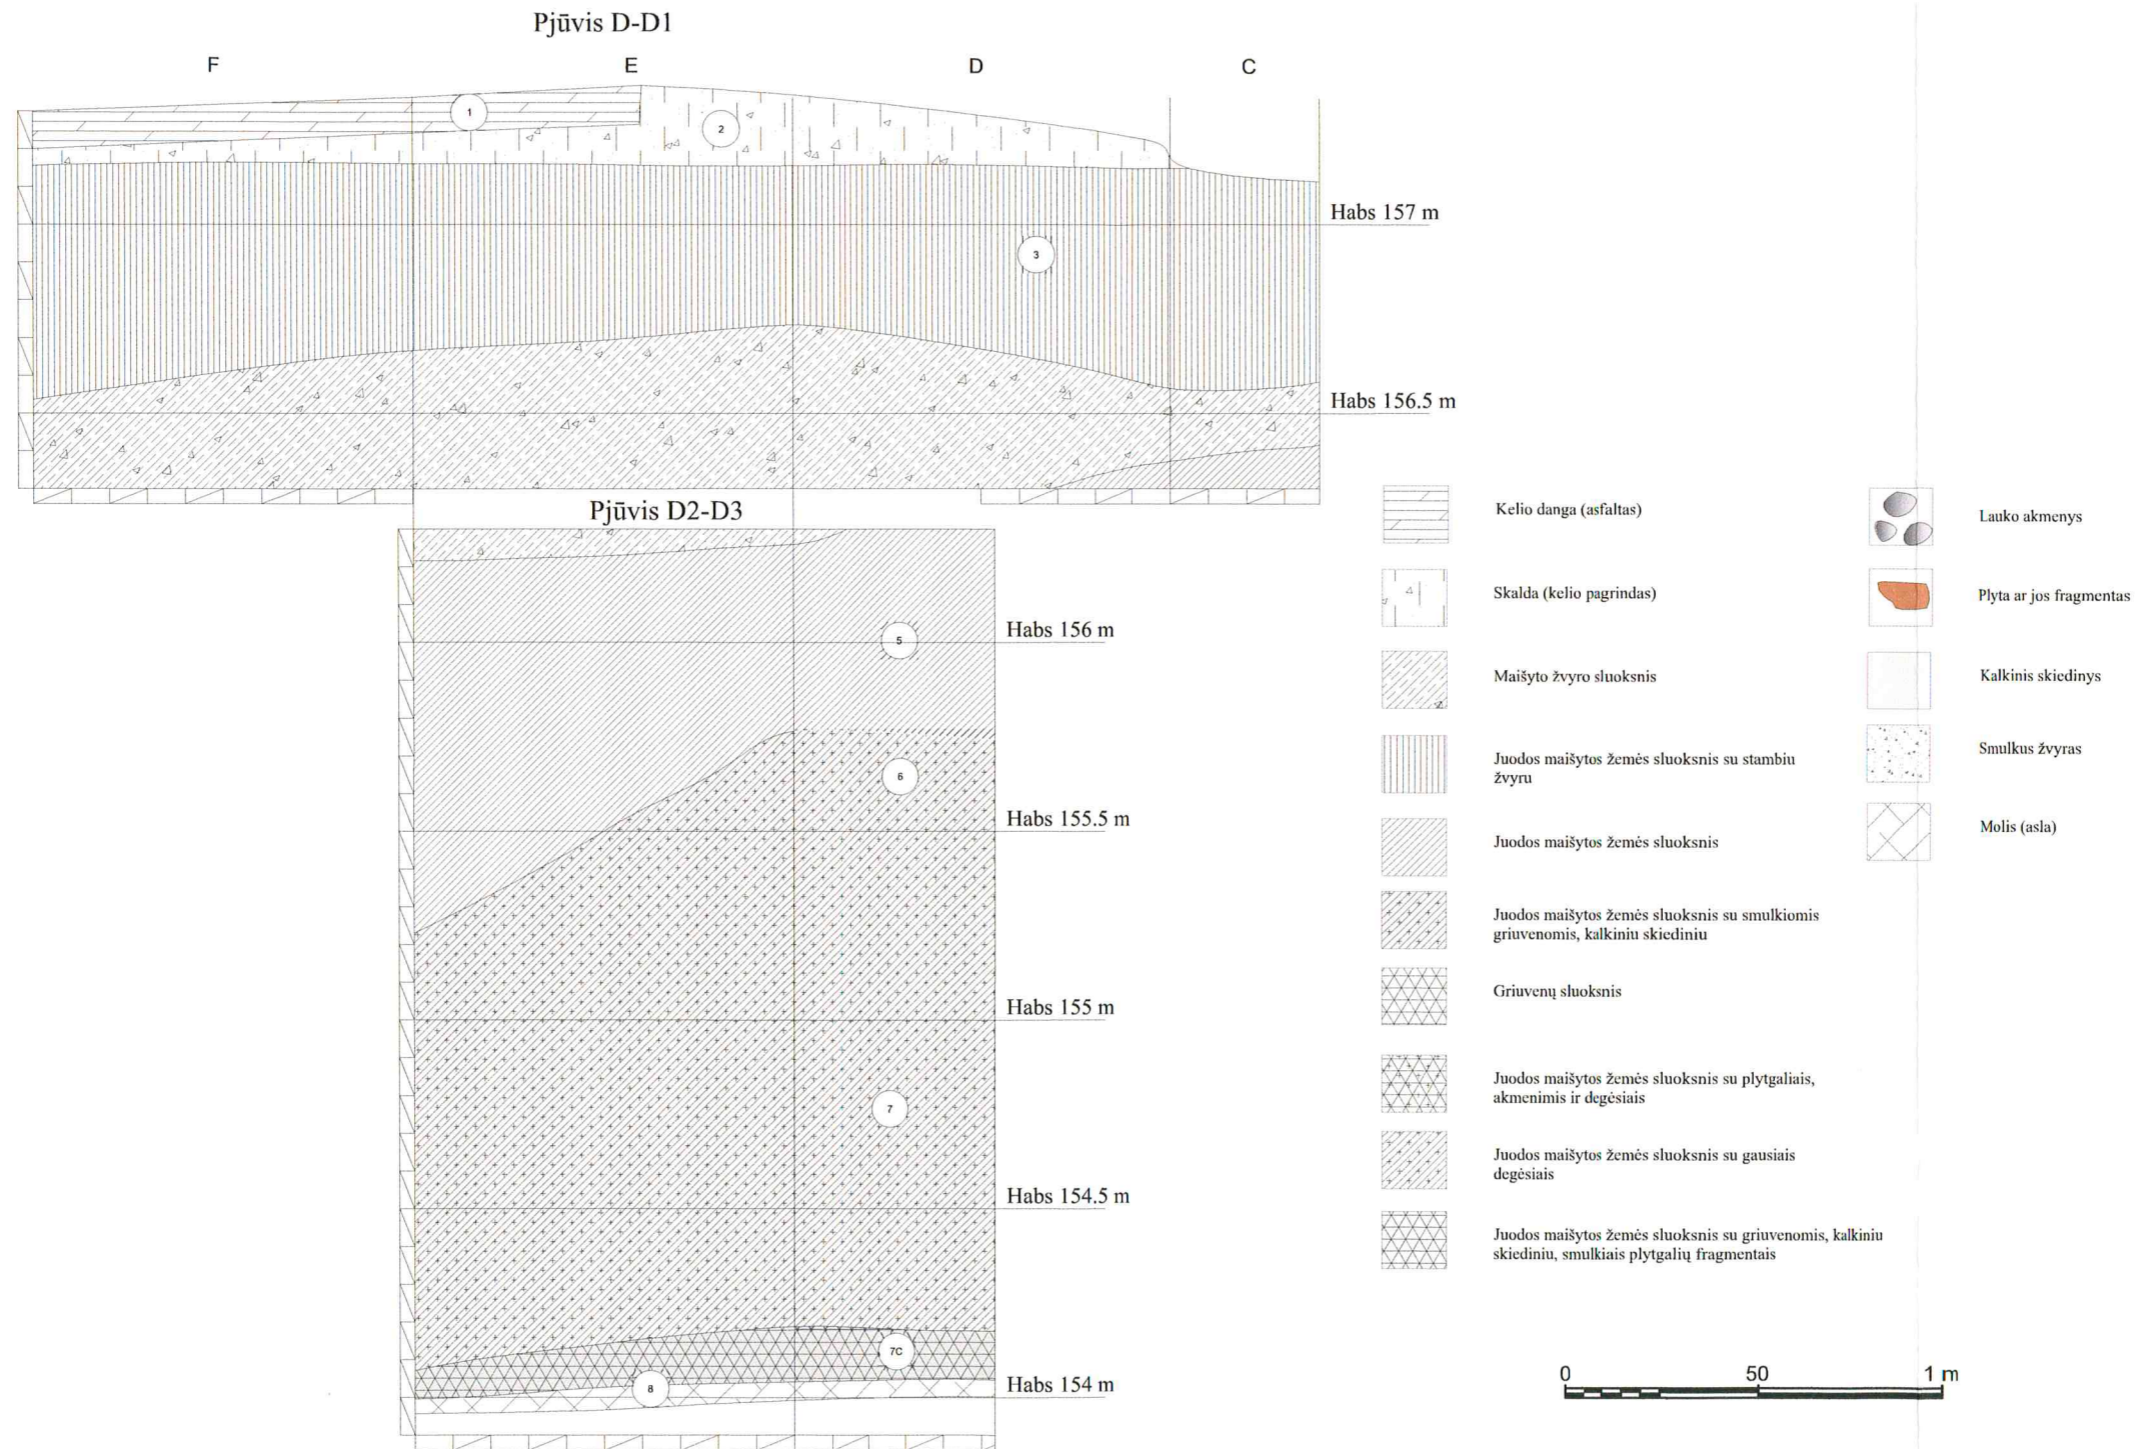 Pjūvis D-D1
F E D C
1
2
Habs 157 m
3
Habs 156.5 m
Pjūvis D2-D3
5
Habs 156 m
6
Habs 155.5 m
Habs 155 m
7
Habs 154.5 m
7C
8
Habs 154 m
Kelio danga (asfaltas)
Skalda (kelio pagrindas)
Maišyto žvyro sluoksnis
Juodos maišytos žemės sluoksnis su stambiu
žvyru
Juodos maišytos žemės sluoksnis
Juodos maišytos žemės sluoksnis su smulkiomis
griuvenomis, kalkiniu skiediniu
Griuvenų sluoksnis
Juodos maišytos žemės sluoksnis su plytgaliais,
akmenimis ir degėsiais
Juodos maišytos žemės sluoksnis su gausiais
degėsiais
Juodos maišytos žemės sluoksnis su griuvenomis, kalkiniu
skiediniu, smulkiais plytgalių fragmentais
Lauko akmenys
Plyta ar jos fragmentas
Kalkinis skiedinys
Smulkus žvyras
Molis (asla)
0 50 1 m